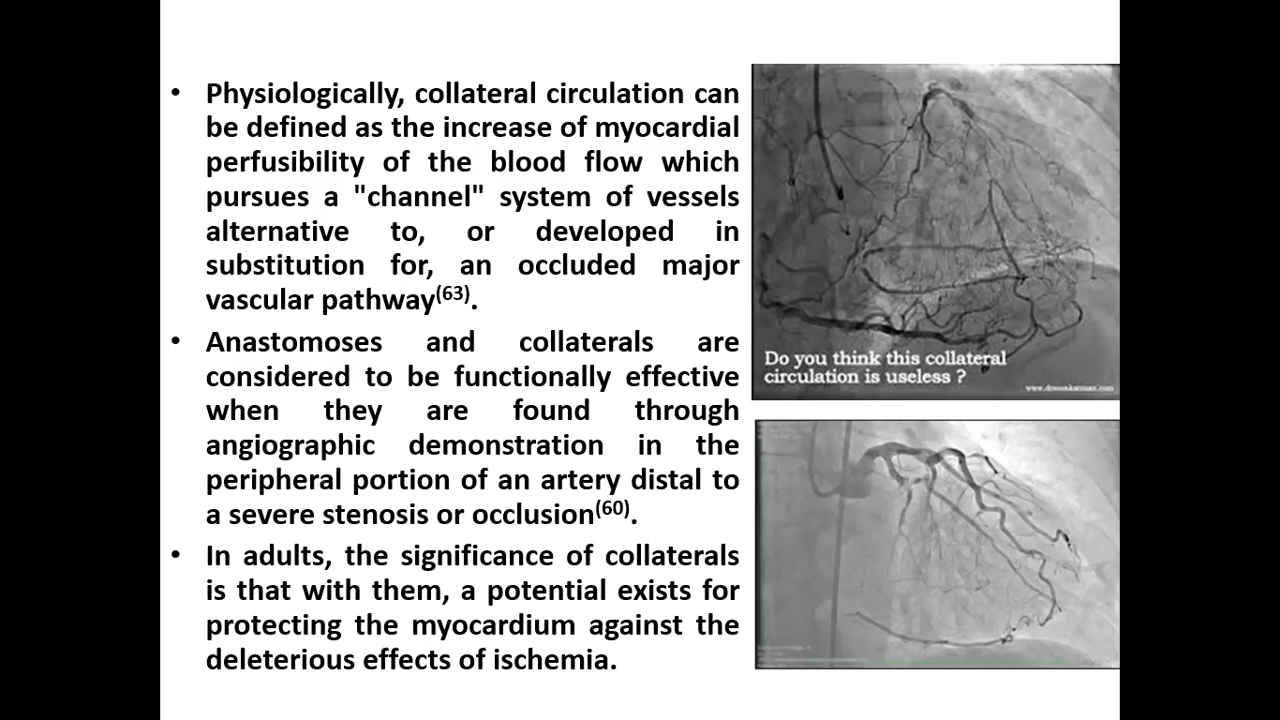 • Physiologically, collateral circulation can
be defined as the increase of myocardial
perfusibility of the blood flow which
pursues a "channel" system of vessels
alternative to, or developed in
substitution for, an occluded major
vascular pathway(63).
• Anastomoses and collaterals are
considered to be functionally effective
when they are found through
angiographic demonstration in the
peripheral portion of an artery distal to
a severe stenosis or occlusion(60).
• In adults, the significance of collaterals
is that with them, a potential exists for
protecting the myocardium against the
deleterious effects of ischemia.
Do you think this collateral
circulation is useless ?